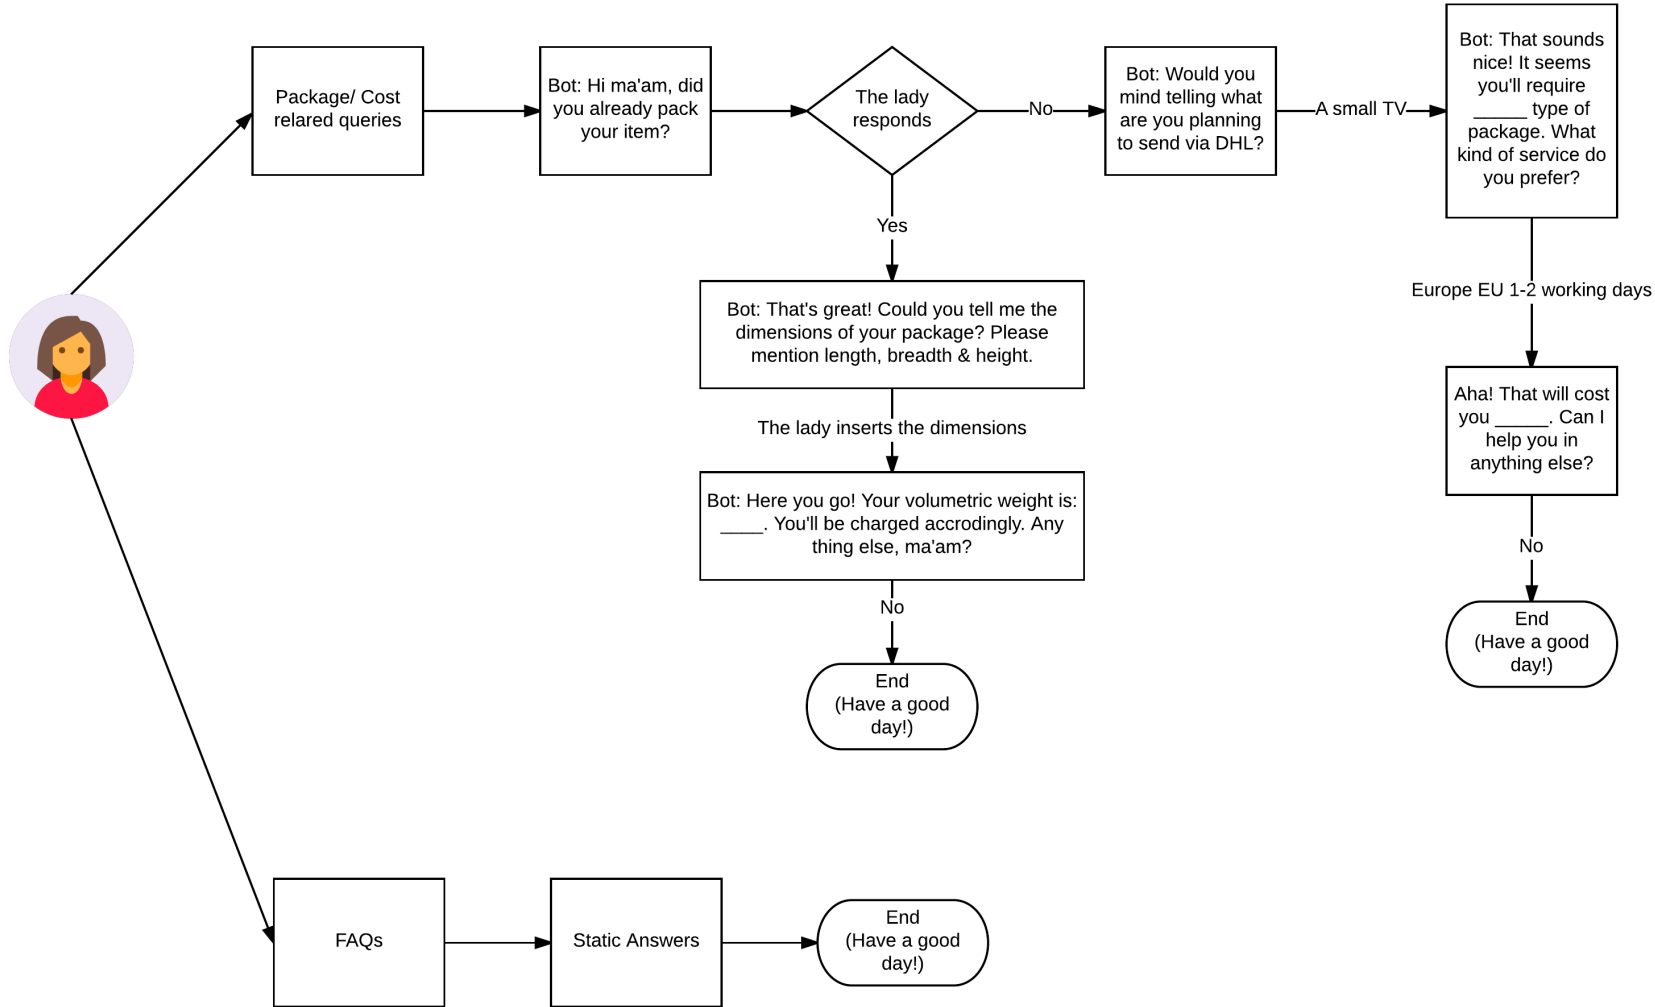 Package/ Cost
relared queries
Bot: Hi ma'am, did
you already pack
your item?
The lady
responds
No
Bot: Would you
mind telling what
are you planning
to send via DHL?
A small TV
Bot: That sounds
nice! It seems
you'll require
_____ type of
package. What
kind of service do
you prefer?
Yes
Bot: That's great! Could you tell me the
dimensions of your package? Please
mention length, breadth & height.
The lady inserts the dimensions
Bot: Here you go! Your volumetric weight is:
____. You'll be charged accrodingly. Any
thing else, ma'am?
No
End
(Have a good
day!)
Europe EU 1-2 working days
Aha! That will cost
you _____. Can I
help you in
anything else?
No
End
(Have a good
day!)
FAQs
Static Answers
End
(Have a good
day!)